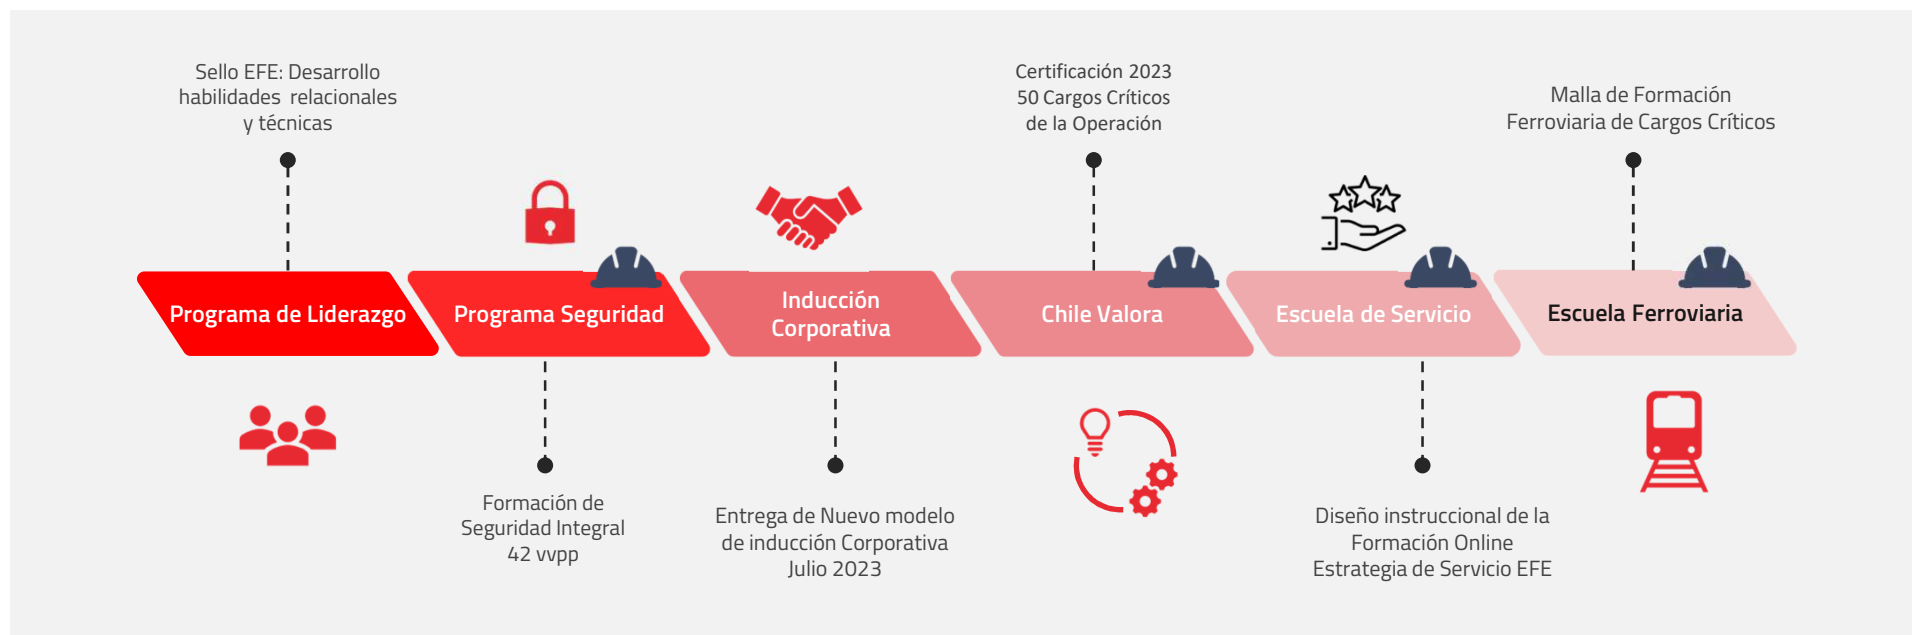 Sello EFE: Desarrollo
habilidades relacionales
y técnicas
Certificación 2023
50 Cargos Críticos
de la Operación
Malla de Formación
Ferroviaria de Cargos Críticos
Programa de Liderazgo
Programa Seguridad
Inducción
Corporativa
Chile Valora
Escuela de Servicio
Escuela Ferroviaria
Formación de
Seguridad Integral
42 vvpp
Entrega de Nuevo modelo
de inducción Corporativa
Julio 2023
Diseño instruccional de la
Formación Online
Estrategia de Servicio EFE